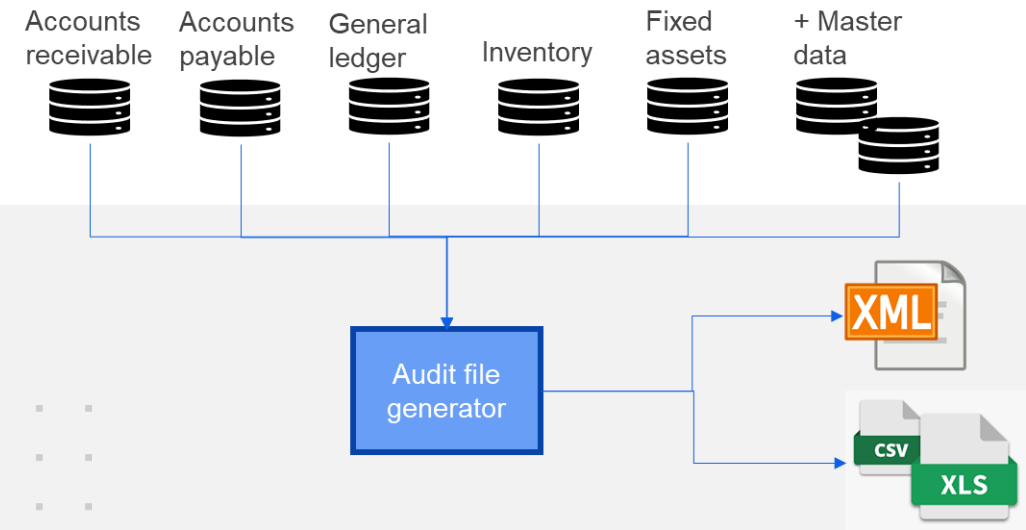 Accounts
receivable
Accounts
payable
General
ledger
Inventory
Fixed
assets
+ Master
data
Audit file
generator
XML
CSV
XLS